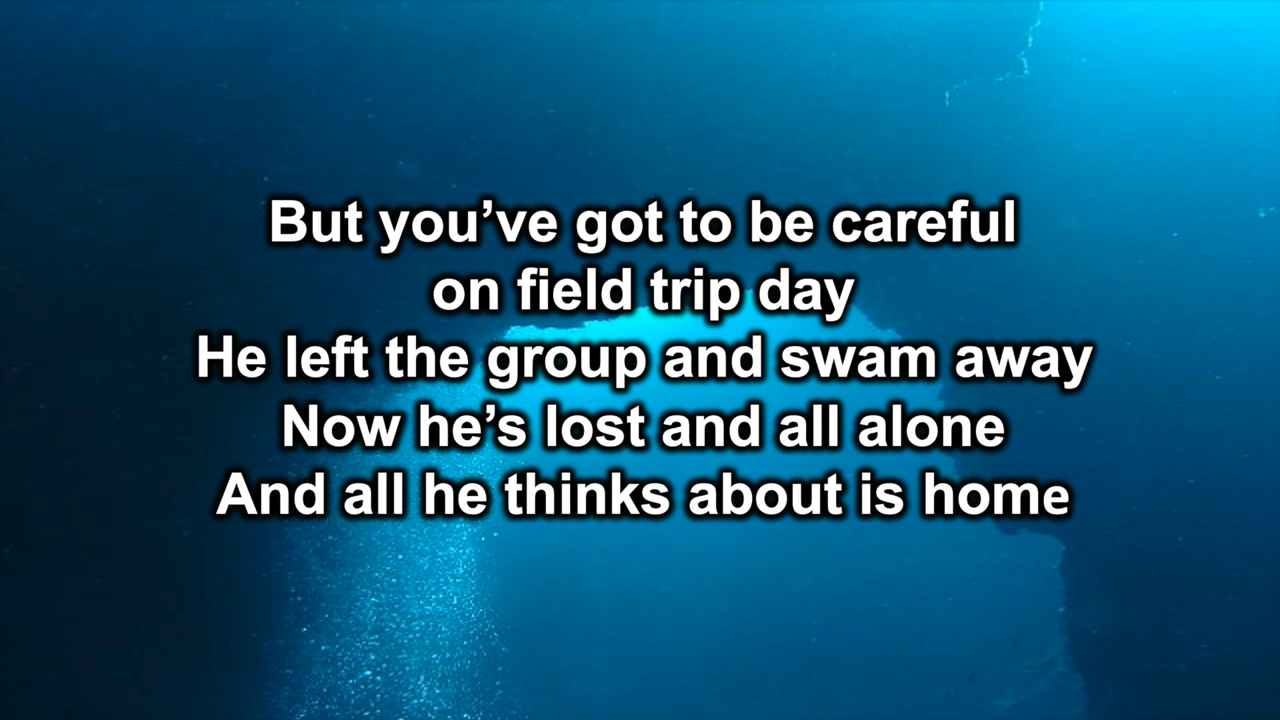 But you’ve got to be careful
on field trip day
He left the group and swam away
Now he’s lost and all alone
And all he thinks about is home